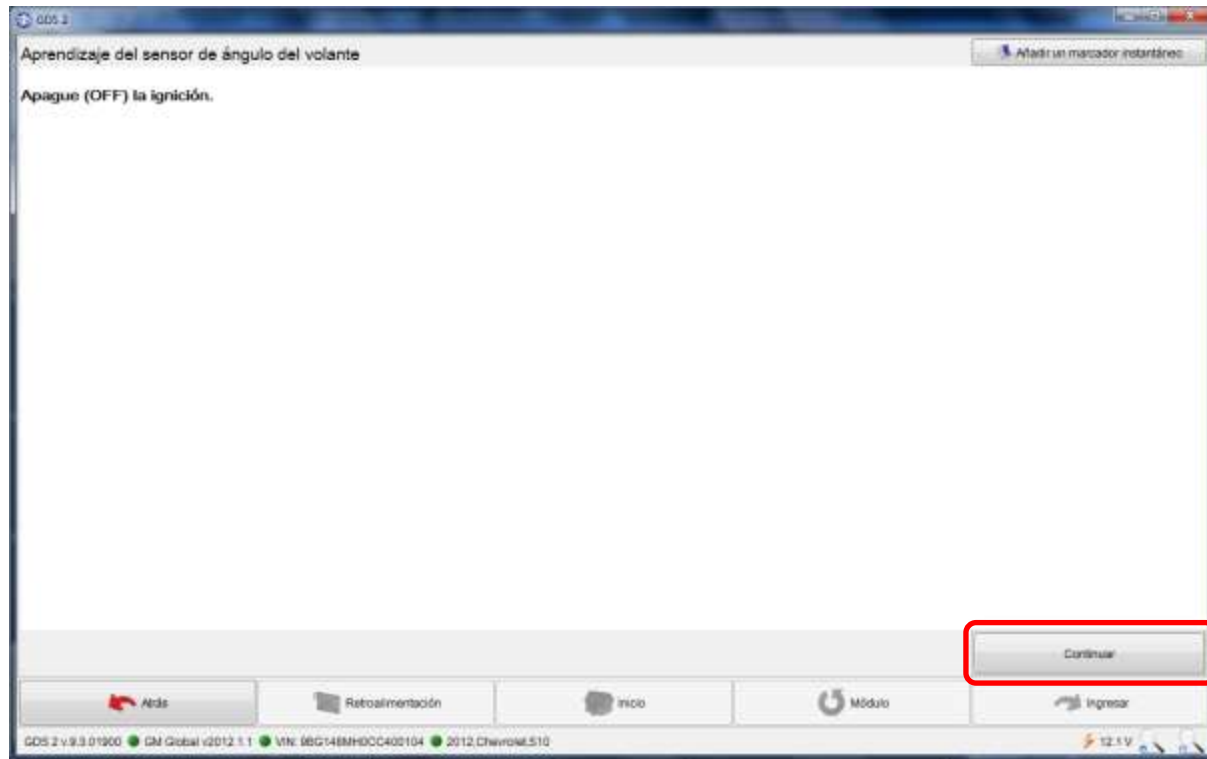 GDS 2
Aprendizaje del sensor de ángulo del volante
Añadir un marcador instantáneo
Apague (OFF) la ignición.
Continuar
Atrás
Retroalimentación
Inicio
Módulo
Ingresar
GDS 2 v.9.3.01900 GM Global v2012.1.1 VIN: 9BG148MH0CC400104 2012,Chevrolet,S10
12.1 V